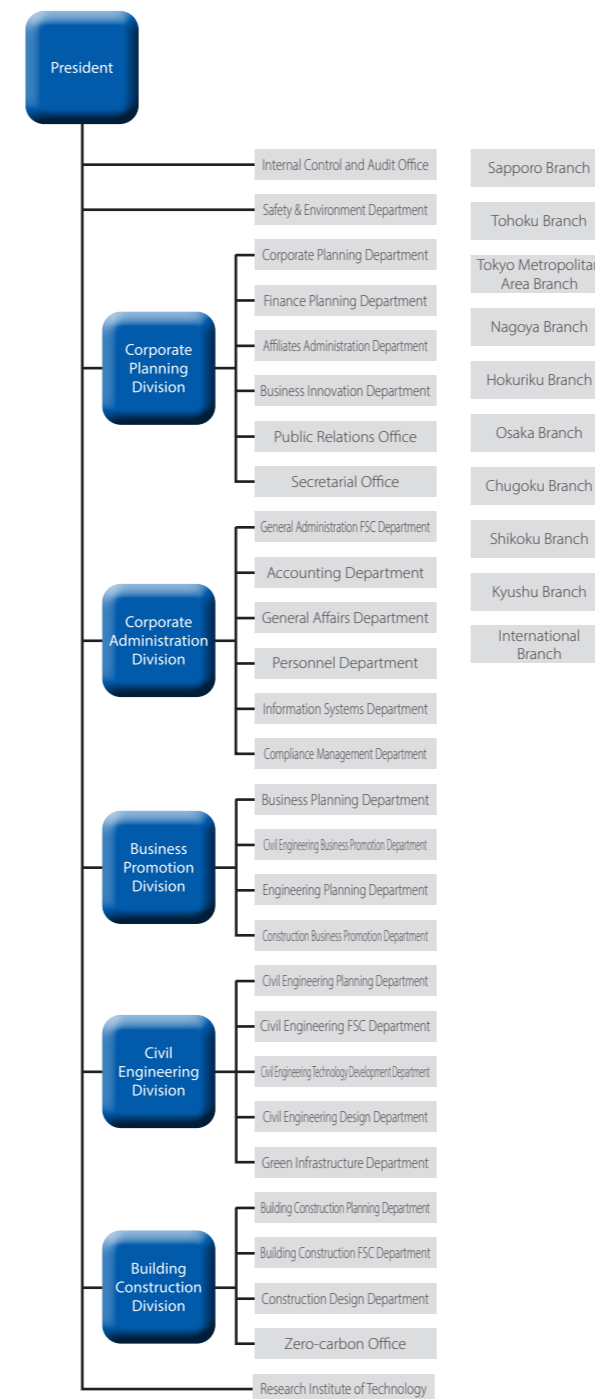 President
Internal Control and Audit Office
Safety & Environment Department
Corporate
Planning
Division
Corporate Planning Department
Finance Planning Department
Affiliates Administration Department
Business Innovation Department
Public Relations Office
Secretarial Office
Corporate
Administration
Division
General Administration FSC Department
Accounting Department
General Affairs Department
Personnel Department
Information Systems Department
Compliance Management Department
Business
Promotion
Division
Business Planning Department
Civil Engineering Business Promotion Department
Engineering Planning Department
Construction Business Promotion Department
Civil
Engineering
Division
Civil Engineering Planning Department
Civil Engineering FSC Department
Civil Engineering Technology Development Department
Civil Engineering Design Department
Green Infrastructure Department
Building
Construction
Division
Building Construction Planning Department
Building Construction FSC Department
Construction Design Department
Zero-carbon Office
Research Institute of Technology
Sapporo Branch
Tohoku Branch
Tokyo Metropolitan
Area Branch
Nagoya Branch
Hokuriku Branch
Osaka Branch
Chugoku Branch
Shikoku Branch
Kyushu Branch
International
Branch